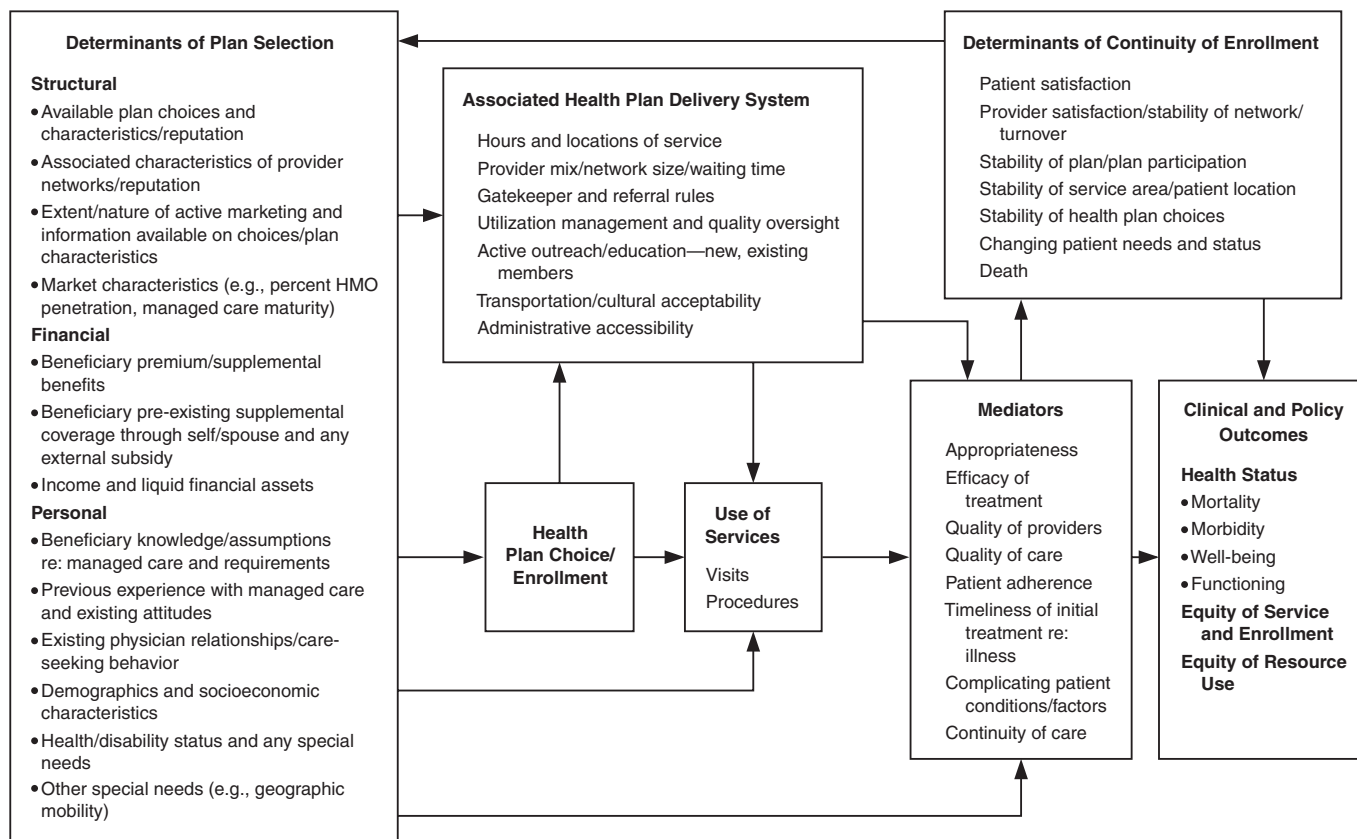 Determinants of Plan Selection
Structural
•Available plan choices and
characteristics/reputation
•Associated characteristics of provider
networks/reputation
•Extent/nature of active marketing and
information available on choices/plan
characteristics
•Market characteristics (e.g., percent HMO
penetration, managed care maturity)
Financial
•Beneficiary premium/supplemental
benefits
•Beneficiary pre-existing supplemental
coverage through self/spouse and any
external subsidy
•Income and liquid financial assets
Personal
•Beneficiary knowledge/assumptions
re: managed care and requirements
•Previous experience with managed care
and existing attitudes
•Existing physician relationships/care-
seeking behavior
•Demographics and socioeconomic
characteristics
•Health/disability status and any special
needs
•Other special needs (e.g., geographic
mobility)
Associated Health Plan Delivery System
Hours and locations of service
Provider mix/network size/waiting time
Gatekeeper and referral rules
Utilization management and quality oversight
Active outreach/education—new, existing
members
Transportation/cultural acceptability
Administrative accessibility
Health
Plan Choice/
Enrollment
Use of
Services
Visits
Procedures
Determinants of Continuity of Enrollment
Patient satisfaction
Provider satisfaction/stability of network/
turnover
Stability of plan/plan participation
Stability of service area/patient location
Stability of health plan choices
Changing patient needs and status
Death
Mediators
Appropriateness
Efficacy of
treatment
Quality of providers
Quality of care
Patient adherence
Timeliness of initial
treatment re:
illness
Complicating patient
conditions/factors
Continuity of care
Clinical and Policy
Outcomes
Health Status
•Mortality
•Morbidity
•Well-being
•Functioning
Equity of Service
and Enrollment
Equity of Resource
Use